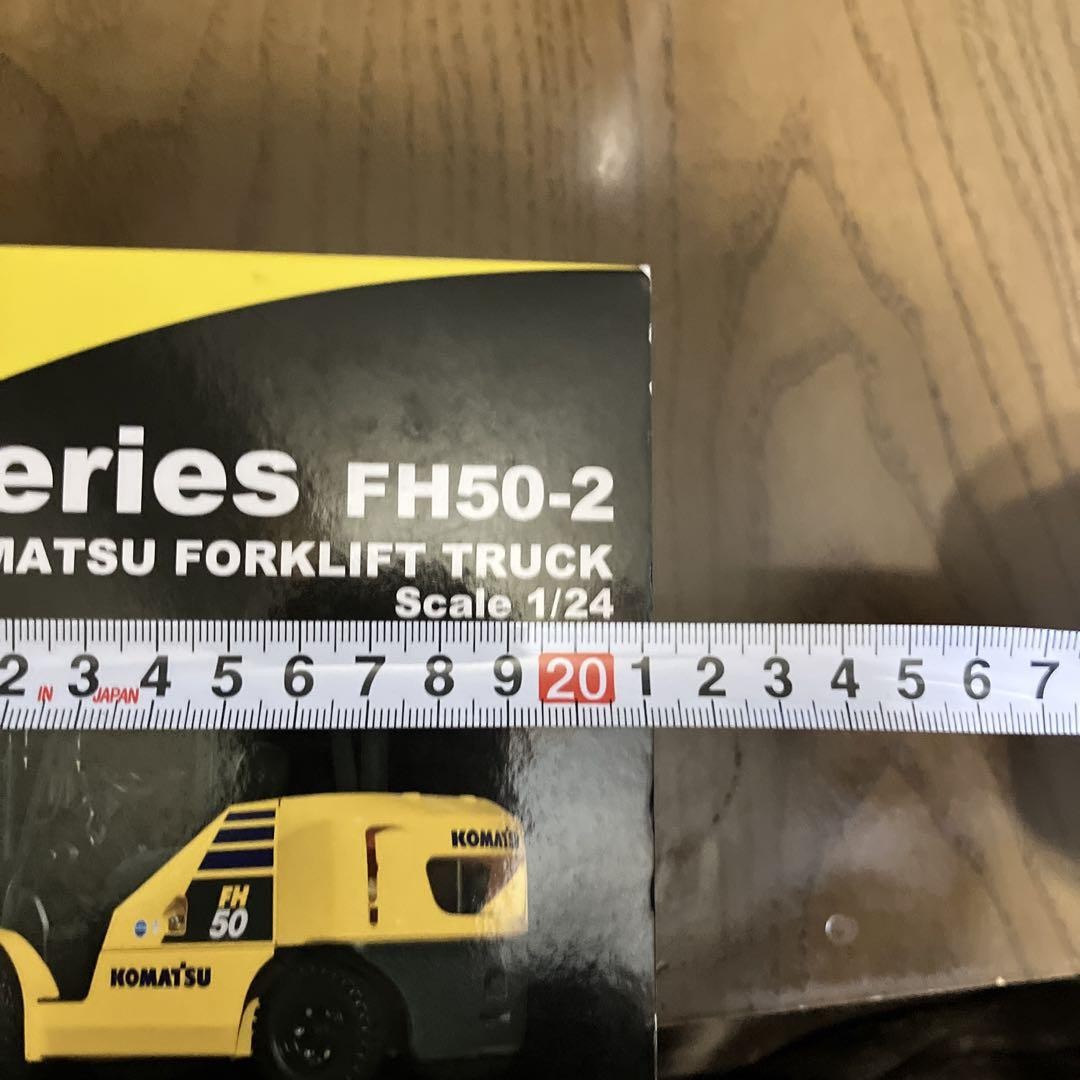 eries FH50-2
MATSU FORKLIFT TRUCK
Scale 1/24
2 IN 3 JAPAN 4 5 6 7 8 9 20 1 2 3 4 5 6 7
KOMATSU
FH
50
KOMATSU